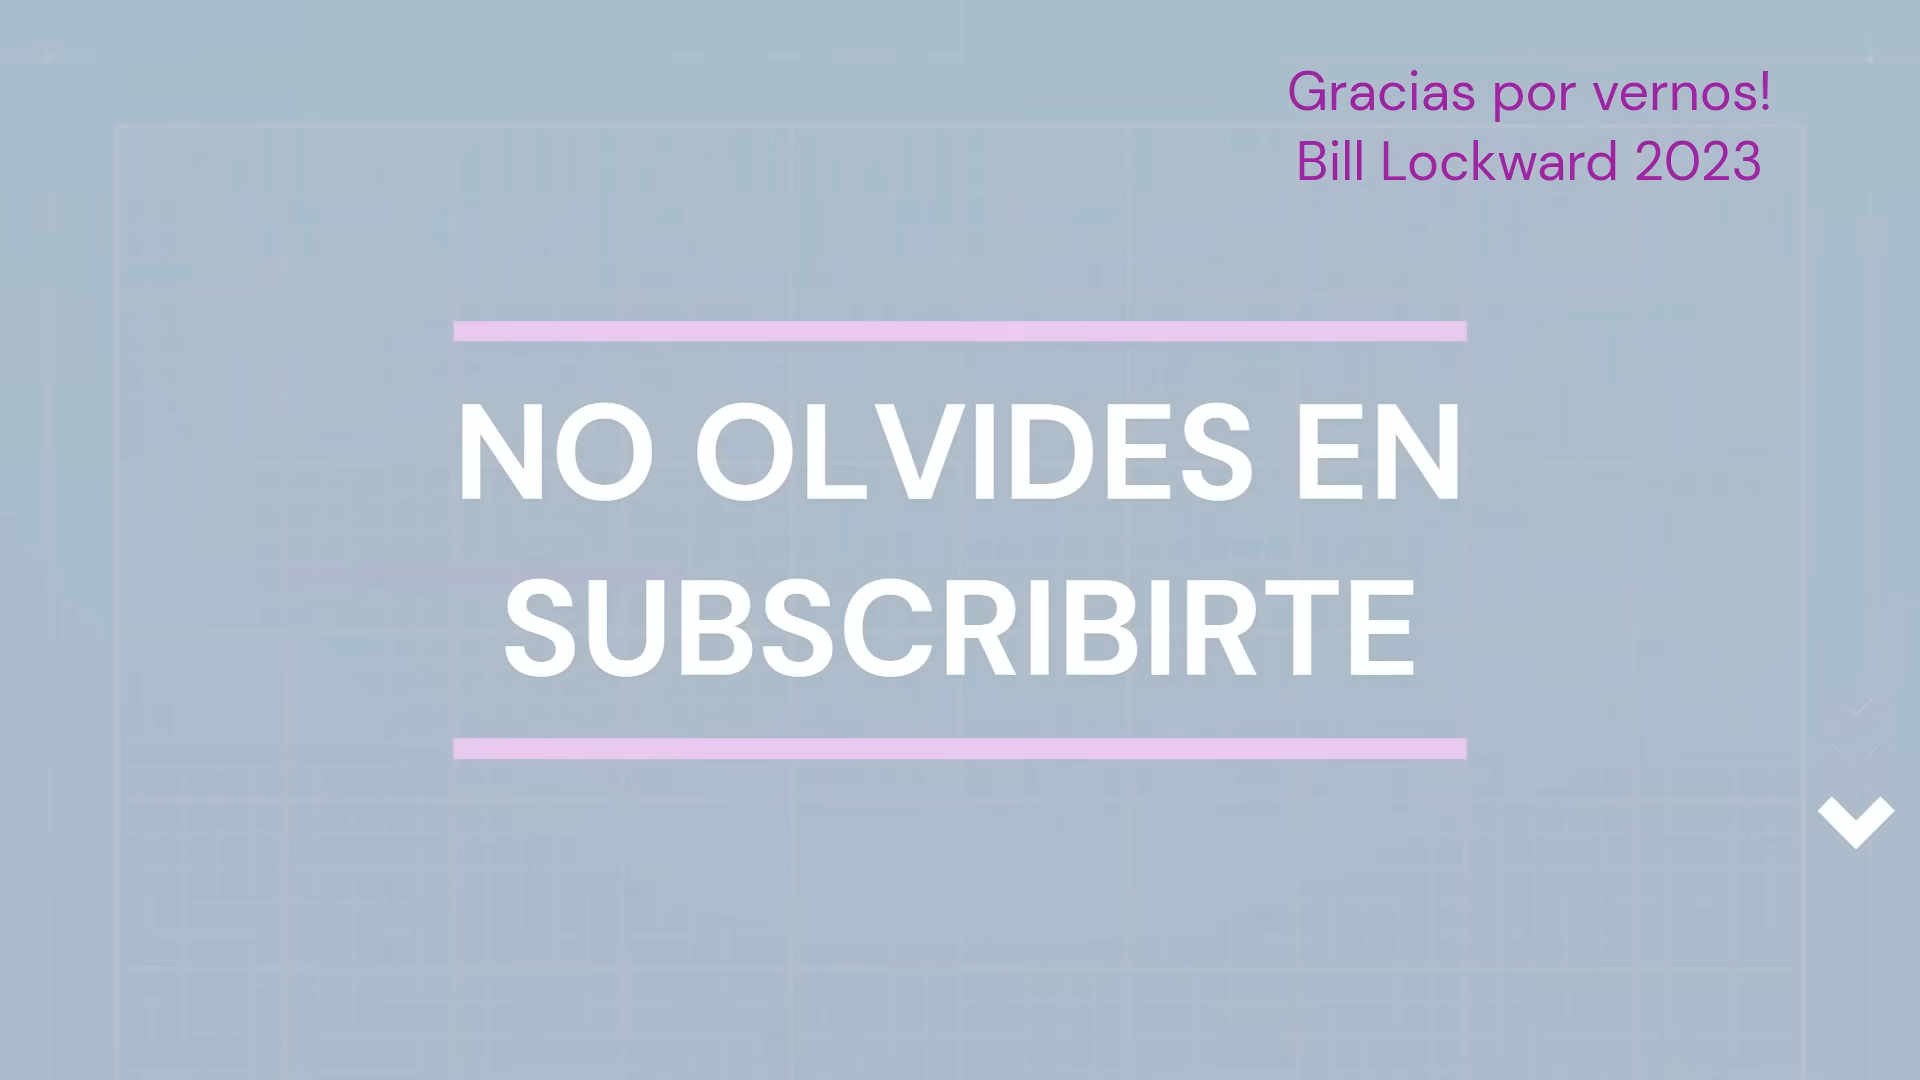 Gracias por vernos!
Bill Lockward 2023
NO OLVIDES EN
SUBSCRIBIRTE